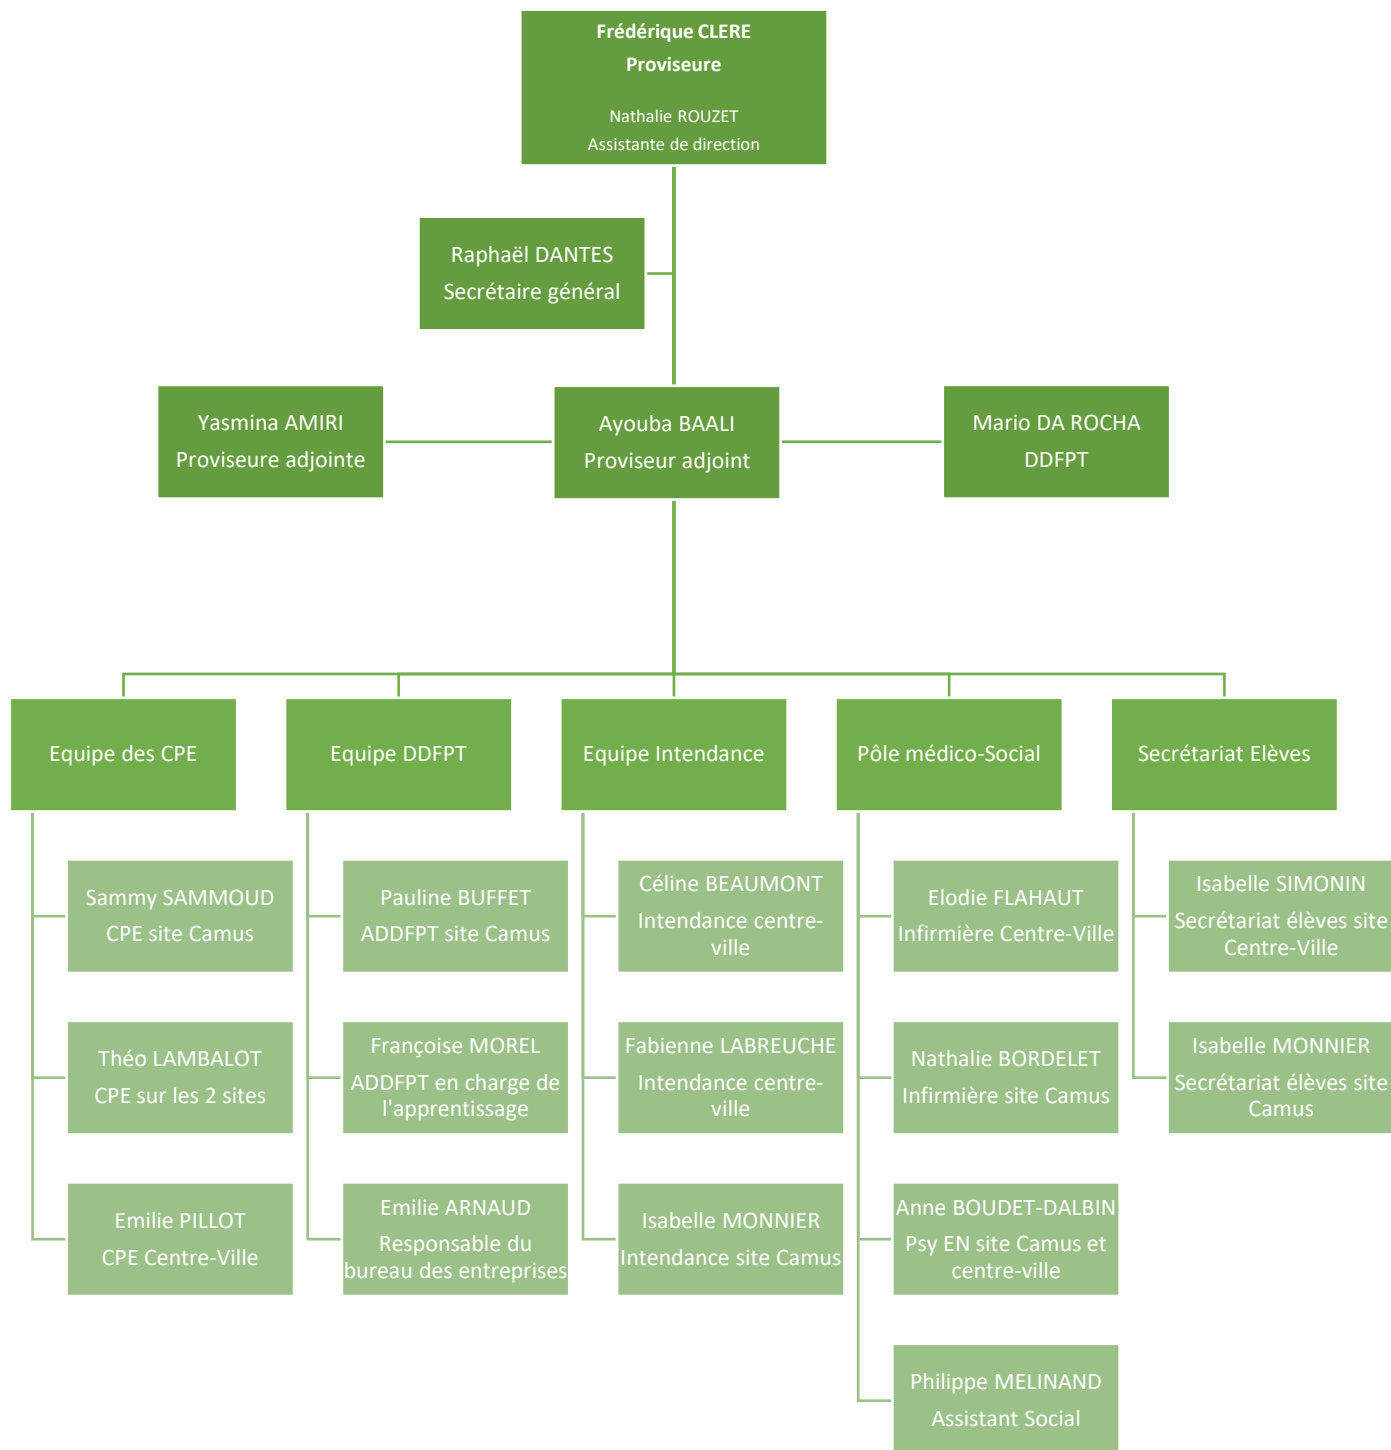 Frédérique CLERE
Proviseure
Nathalie ROUZET
Assistante de direction
Raphaël DANTES
Secrétaire général
Yasmina AMIRI
Proviseure adjointe
Ayouba BAALI
Proviseur adjoint
Mario DA ROCHA
DDFPT
Equipe des CPE
Equipe DDFPT
Equipe Intendance
Pôle médico-Social
Secrétariat Elèves
Sammy SAMMOUD
CPE site Camus
Théo LAMBALOT
CPE sur les 2 sites
Emilie PILLOT
CPE Centre-Ville
Pauline BUFFET
ADDFPT site Camus
Françoise MOREL
ADDFPT en charge de
l'apprentissage
Emilie ARNAUD
Responsable du
bureau des entreprises
Céline BEAUMONT
Intendance centre-
ville
Fabienne LABREUCHE
Intendance centre-
ville
Isabelle MONNIER
Intendance site Camus
Elodie FLAHAUT
Infirmière Centre-Ville
Nathalie BORDELET
Infirmière site Camus
Anne BOUDET-DALBIN
Psy EN site Camus et
centre-ville
Philippe MELINAND
Assistant Social
Isabelle SIMONIN
Secrétariat élèves site
Centre-Ville
Isabelle MONNIER
Secrétariat élèves site
Camus